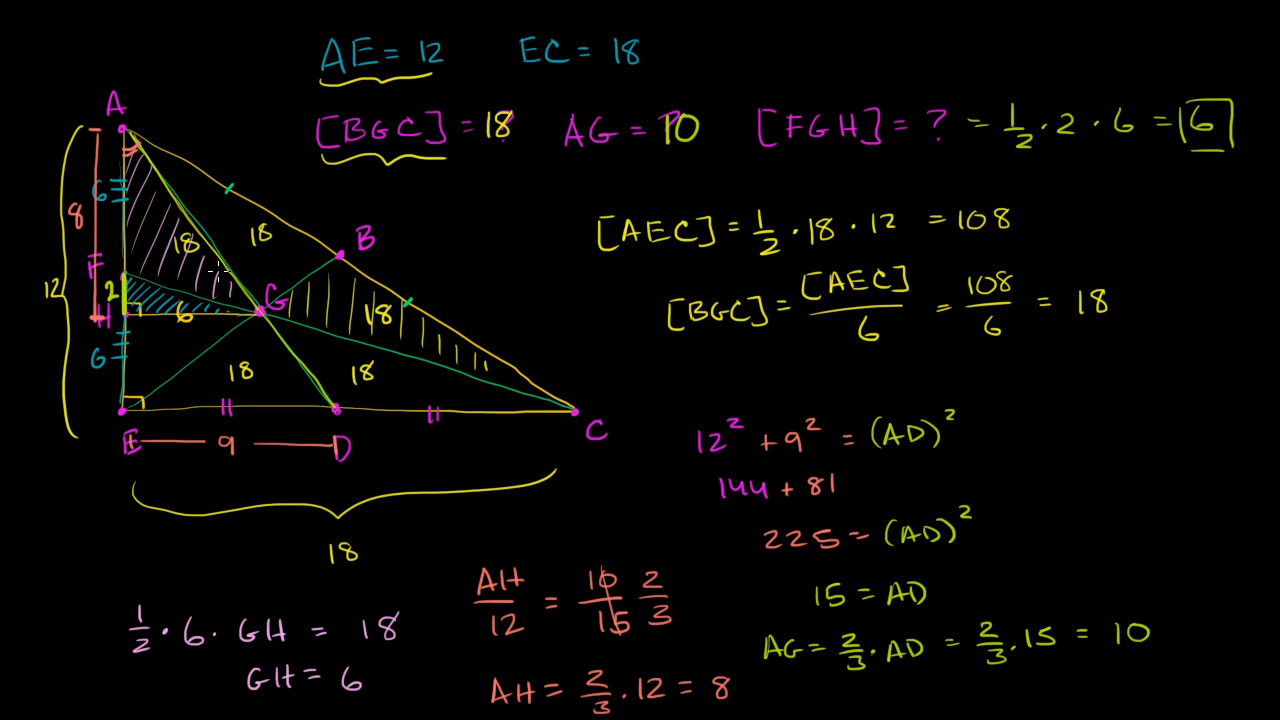 AE = 12 EC = 18
[BGC] = 18 AG = 10 [FGH] = ? = 1/2 · 2 · 6 = 6
A
6
8
18
18
B
F
12
2
G
H
6
18
6
18
18
E
9
D
C
18
[AEC] = 1/2 · 18 · 12 = 108
[BGC] = [AEC]/6 = 108/6 = 18
12² + 9² = (AD)²
144 + 81
225 = (AD)²
15 = AD
AG = 2/3 · AD = 2/3 · 15 = 10
AH/12 = 10/15 2/3
AH = 2/3 · 12 = 8
1/2 · 6 · GH = 18
GH = 6